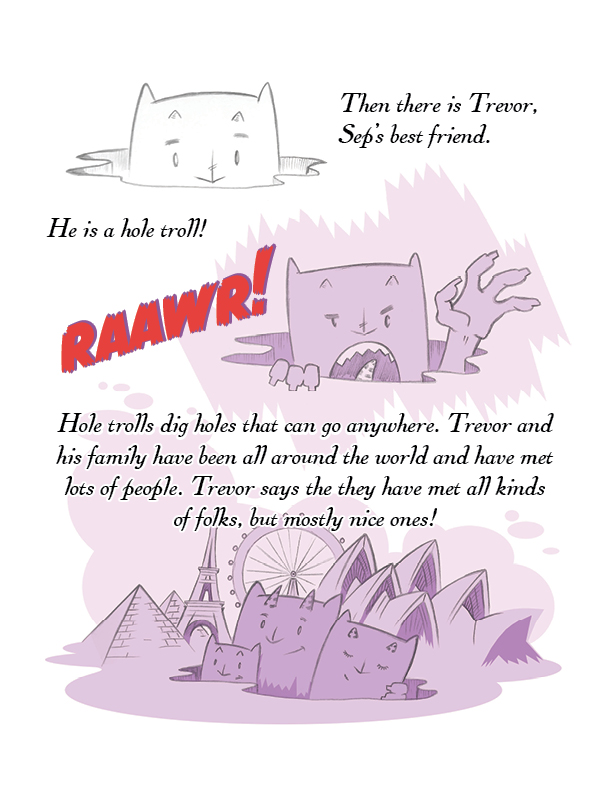 Then there is Trevor,
Sep's best friend.
He is a hole troll!
RAAWR!
Hole trolls dig holes that can go anywhere. Trevor and
his family have been all around the world and have met
lots of people. Trevor says the they have met all kinds
of folks, but mostly nice ones!